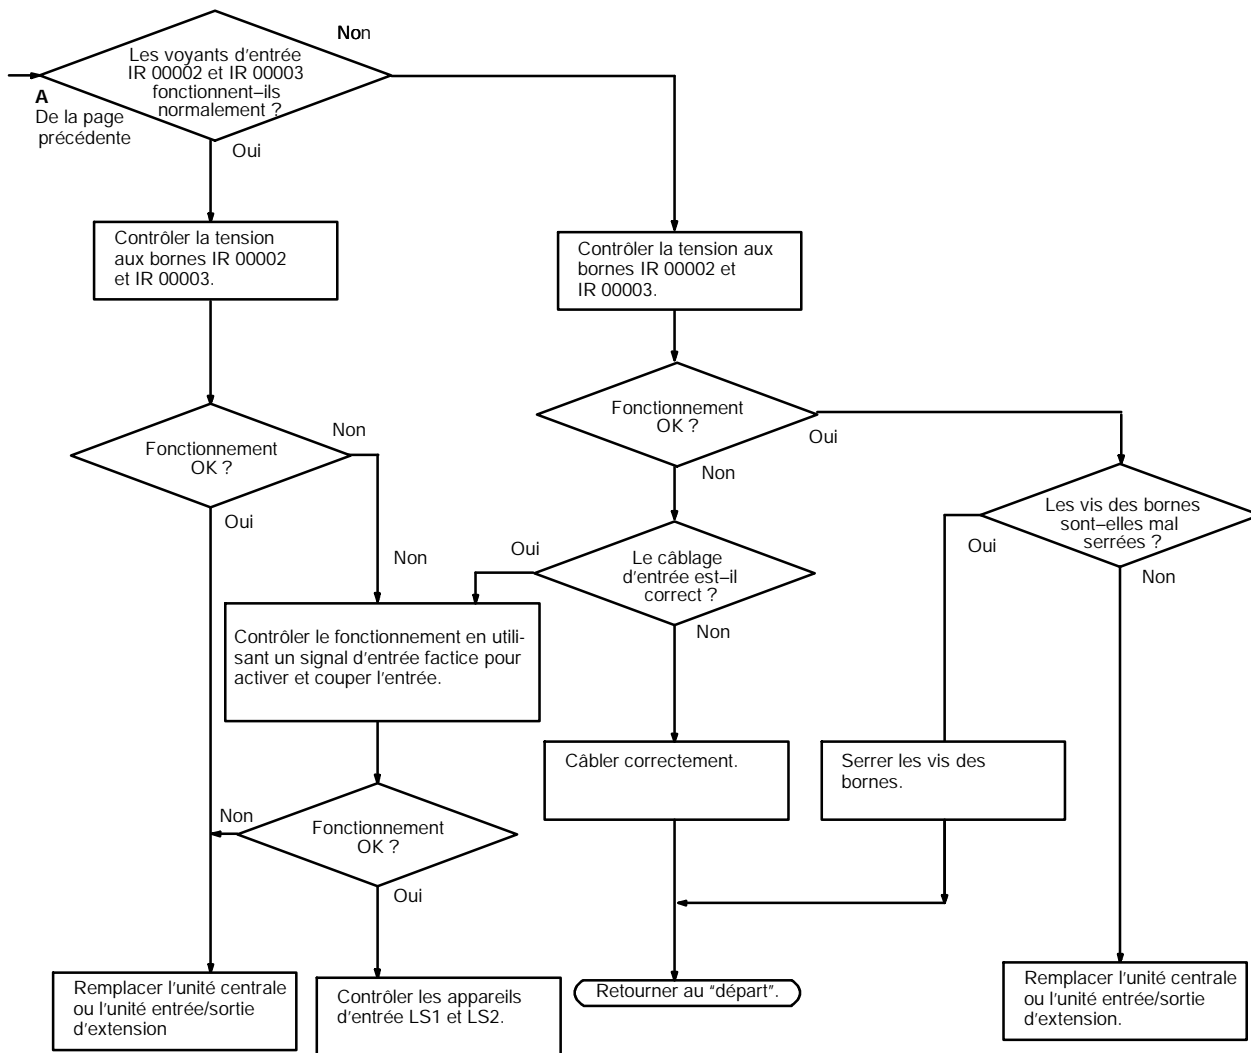 Non
Les voyants d'entrée
IR 00002 et IR 00003
fonctionnent–ils
normalement ?
A
De la page
précédente
Oui
Contrôler la tension
aux bornes IR 00002
et IR 00003.
Contrôler la tension aux
bornes IR 00002 et
IR 00003.
Fonctionnement
OK ?
Non
Oui
Fonctionnement
OK ?
Oui
Non
Les vis des bornes
sont–elles mal
serrées ?
Oui
Non
Non
Oui
Le câblage
d'entrée est–il
correct ?
Non
Contrôler le fonctionnement en utili-
sant un signal d'entrée factice pour
activer et couper l'entrée.
Câbler correctement.
Serrer les vis des
bornes.
Non
Fonctionnement
OK ?
Oui
Remplacer l'unité centrale
ou l'unité entrée/sortie
d'extension
Contrôler les appareils
d'entrée LS1 et LS2.
Retourner au "départ".
Remplacer l'unité centrale
ou l'unité entrée/sortie
d'extension.